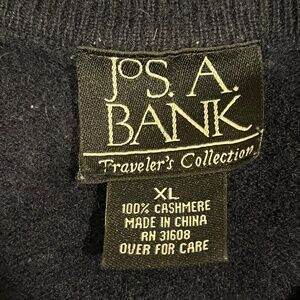 JOS. A.
BANK
Traveler's Collection
XL
100% CASHMERE
MADE IN CHINA
RN 31608
OVER FOR CARE